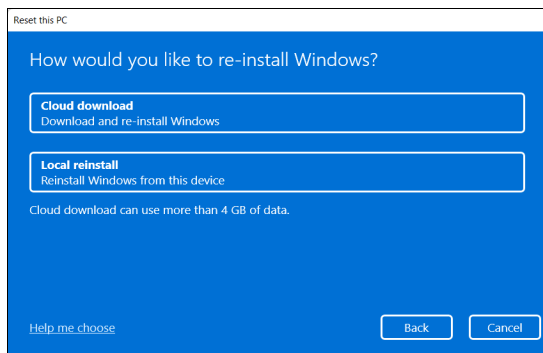 Reset this PC
How would you like to re-install Windows?
Cloud download
Download and re-install Windows
Local reinstall
Reinstall Windows from this device
Cloud download can use more than 4 GB of data.
Help me choose
Back
Cancel